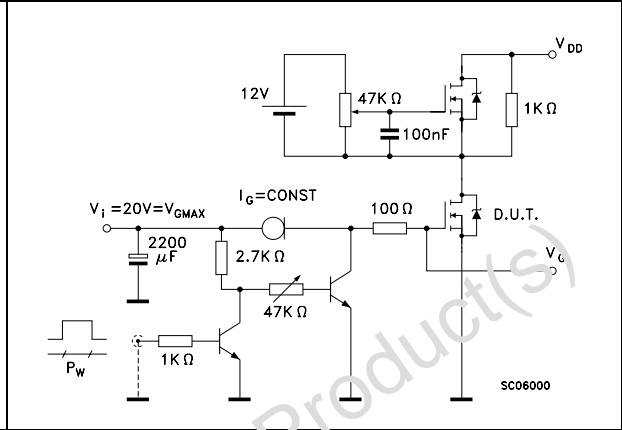 V_DD
12V
47K Ω
1K Ω
100nF
I_G=CONST
V_i=20V=V_GMAX
100 Ω
D.U.T.
2200
μF
2.7K Ω
V_G
47K Ω
1K Ω
P_W
SC06000
Product(s)